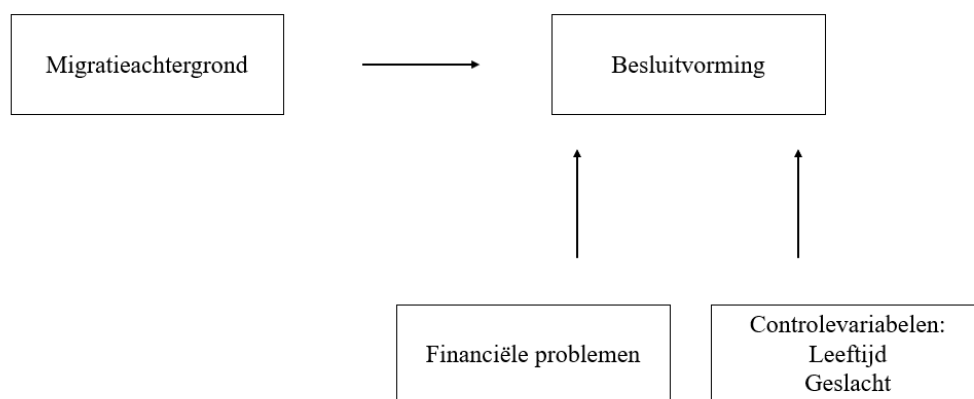 Migratieachtergrond
Besluitvorming
Financiële problemen
Controlevariabelen:
Leeftijd
Geslacht